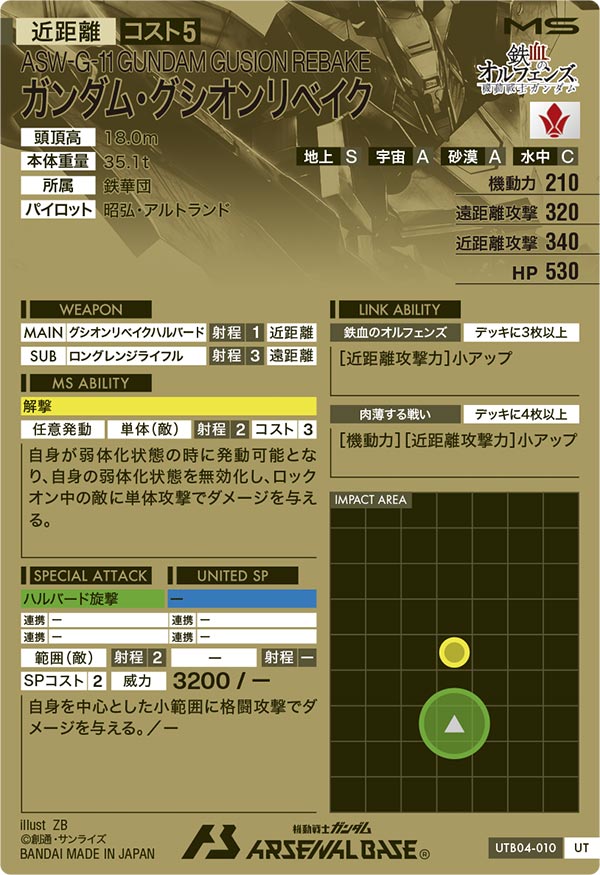 近距離 コスト5
MS
ASW-G-11 GUNDAM GUSION REBAKE
ガンダム・グシオンリベイク
鉄血の
オルフェンズ
機動戦士ガンダム
頭頂高 18.0m
本体重量 35.1t
所属 鉄華団
パイロット 昭弘・アルトランド
地上 S 宇宙 A 砂漠 A 水中 C
機動力 210
遠距離攻撃 320
近距離攻撃 340
HP 530
WEAPON
MAIN グシオンリベイクハルバード 射程 1 近距離
SUB ロングレンジライフル 射程 3 遠距離
MS ABILITY
解撃
任意発動 単体(敵) 射程 2 コスト 3
自身が弱体化状態の時に発動可能とな
り、自身の弱体化状態を無効化し、ロック
オン中の敵に単体攻撃でダメージを与え
る。
SPECIAL ATTACK UNITED SP
ハルバード旋撃 ー
連携 ー 連携 ー
連携 ー 連携 ー
範囲(敵) 射程 2 ー 射程 ー
SPコスト 2 威力 3200 / ー
自身を中心とした小範囲に格闘攻撃でダ
メージを与える。／ー
LINK ABILITY
鉄血のオルフェンズ デッキに3枚以上
[近距離攻撃力]小アップ
肉薄する戦い デッキに4枚以上
[機動力][近距離攻撃力]小アップ
IMPACT AREA
illust ZB
©創通・サンライズ
BANDAI MADE IN JAPAN
機動戦士ガンダム
AB ARSENAL BASE®
UTB04-010 UT